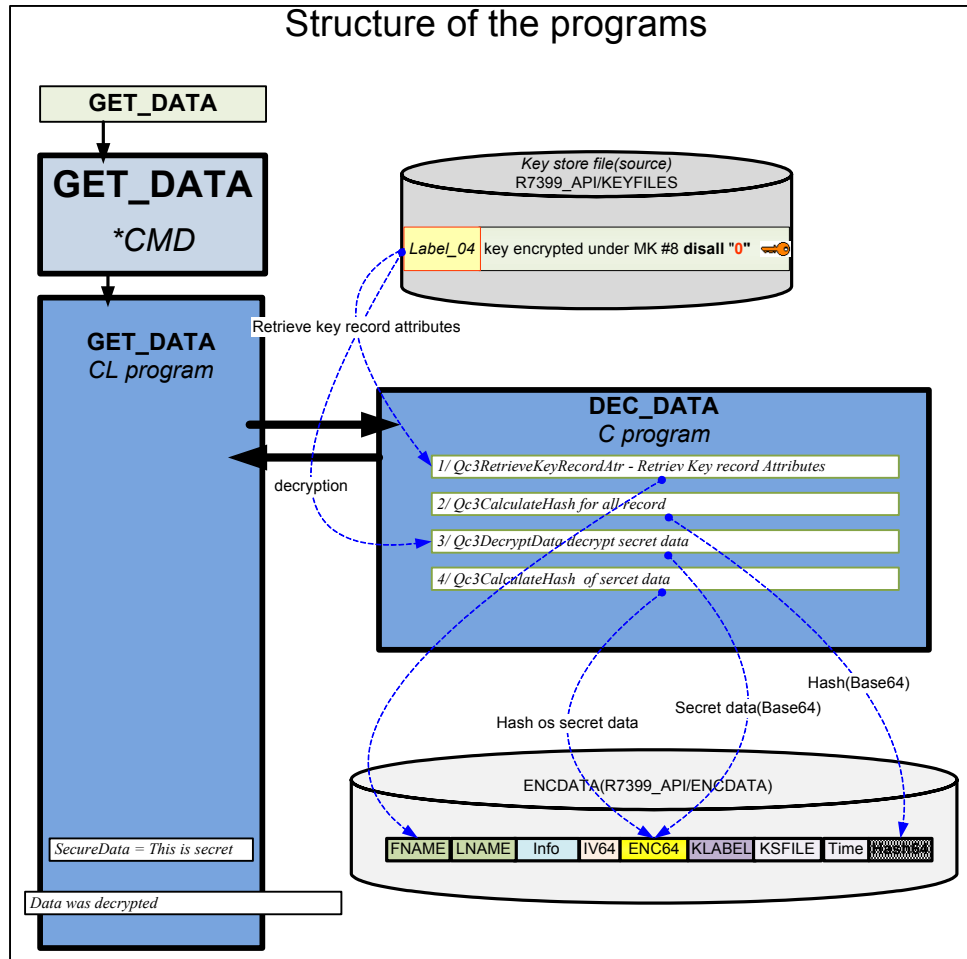 Structure of the programs
GET_DATA
GET_DATA
*CMD
Key store file(source)
R7399_API/KEYFILES
Label_04 key encrypted under MK #8 disall "0"
Retrieve key record attributes
GET_DATA
CL program
DEC_DATA
C program
1/ Qc3RetrieveKeyRecordAtr - Retriev Key record Attributes
decryption
2/ Qc3CalculateHash for all record
3/ Qc3DecryptData decrypt secret data
4/ Qc3CalculateHash of sercet data
Hash(Base64)
Secret data(Base64)
Hash os secret data
ENCDATA(R7399_API/ENCDATA)
FNAME LNAME Info IV64 ENC64 KLABEL KSFILE Time Hash64
SecureData = This is secret
Data was decrypted